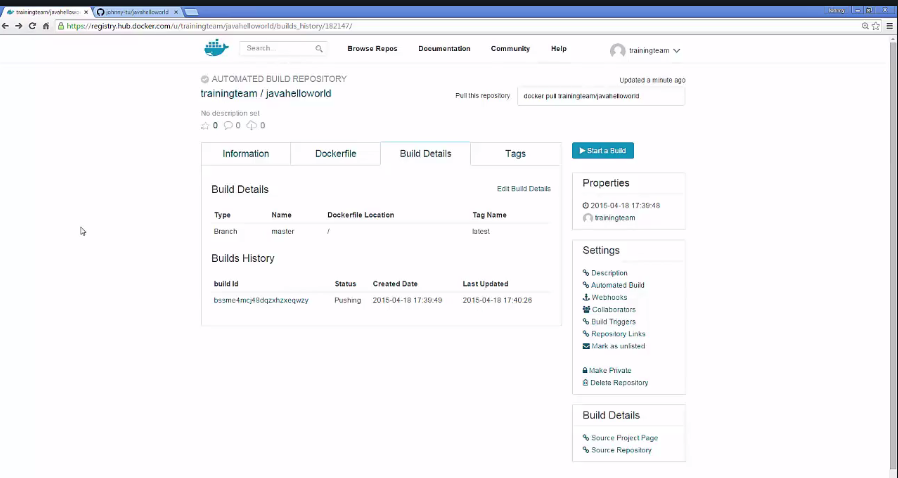 trainingteam/javahellowo
johnny-tu/javahelloworld
https://registry.hub.docker.com/u/trainingteam/javahelloworld/builds_history/182147/
Search...
Browse Repos
Documentation
Community
Help
trainingteam
AUTOMATED BUILD REPOSITORY
trainingteam / javahelloworld
Updated a minute ago
Pull this repository
docker pull trainingteam/javahelloworld
No description set
0 0 0
Information
Dockerfile
Build Details
Tags
Start a Build
Build Details
Edit Build Details
Type Name Dockerfile Location Tag Name
Branch master / latest
Builds History
build Id Status Created Date Last Updated
Pushing 2015-04-18 17:39:49 2015-04-18 17:40:26
Properties
2015-04-18 17:39:48
trainingteam
Settings
Description
Automated Build
Webhooks
Collaborators
Build Triggers
Repository Links
Mark as unlisted
Make Private
Delete Repository
Build Details
Source Project Page
Source Repository